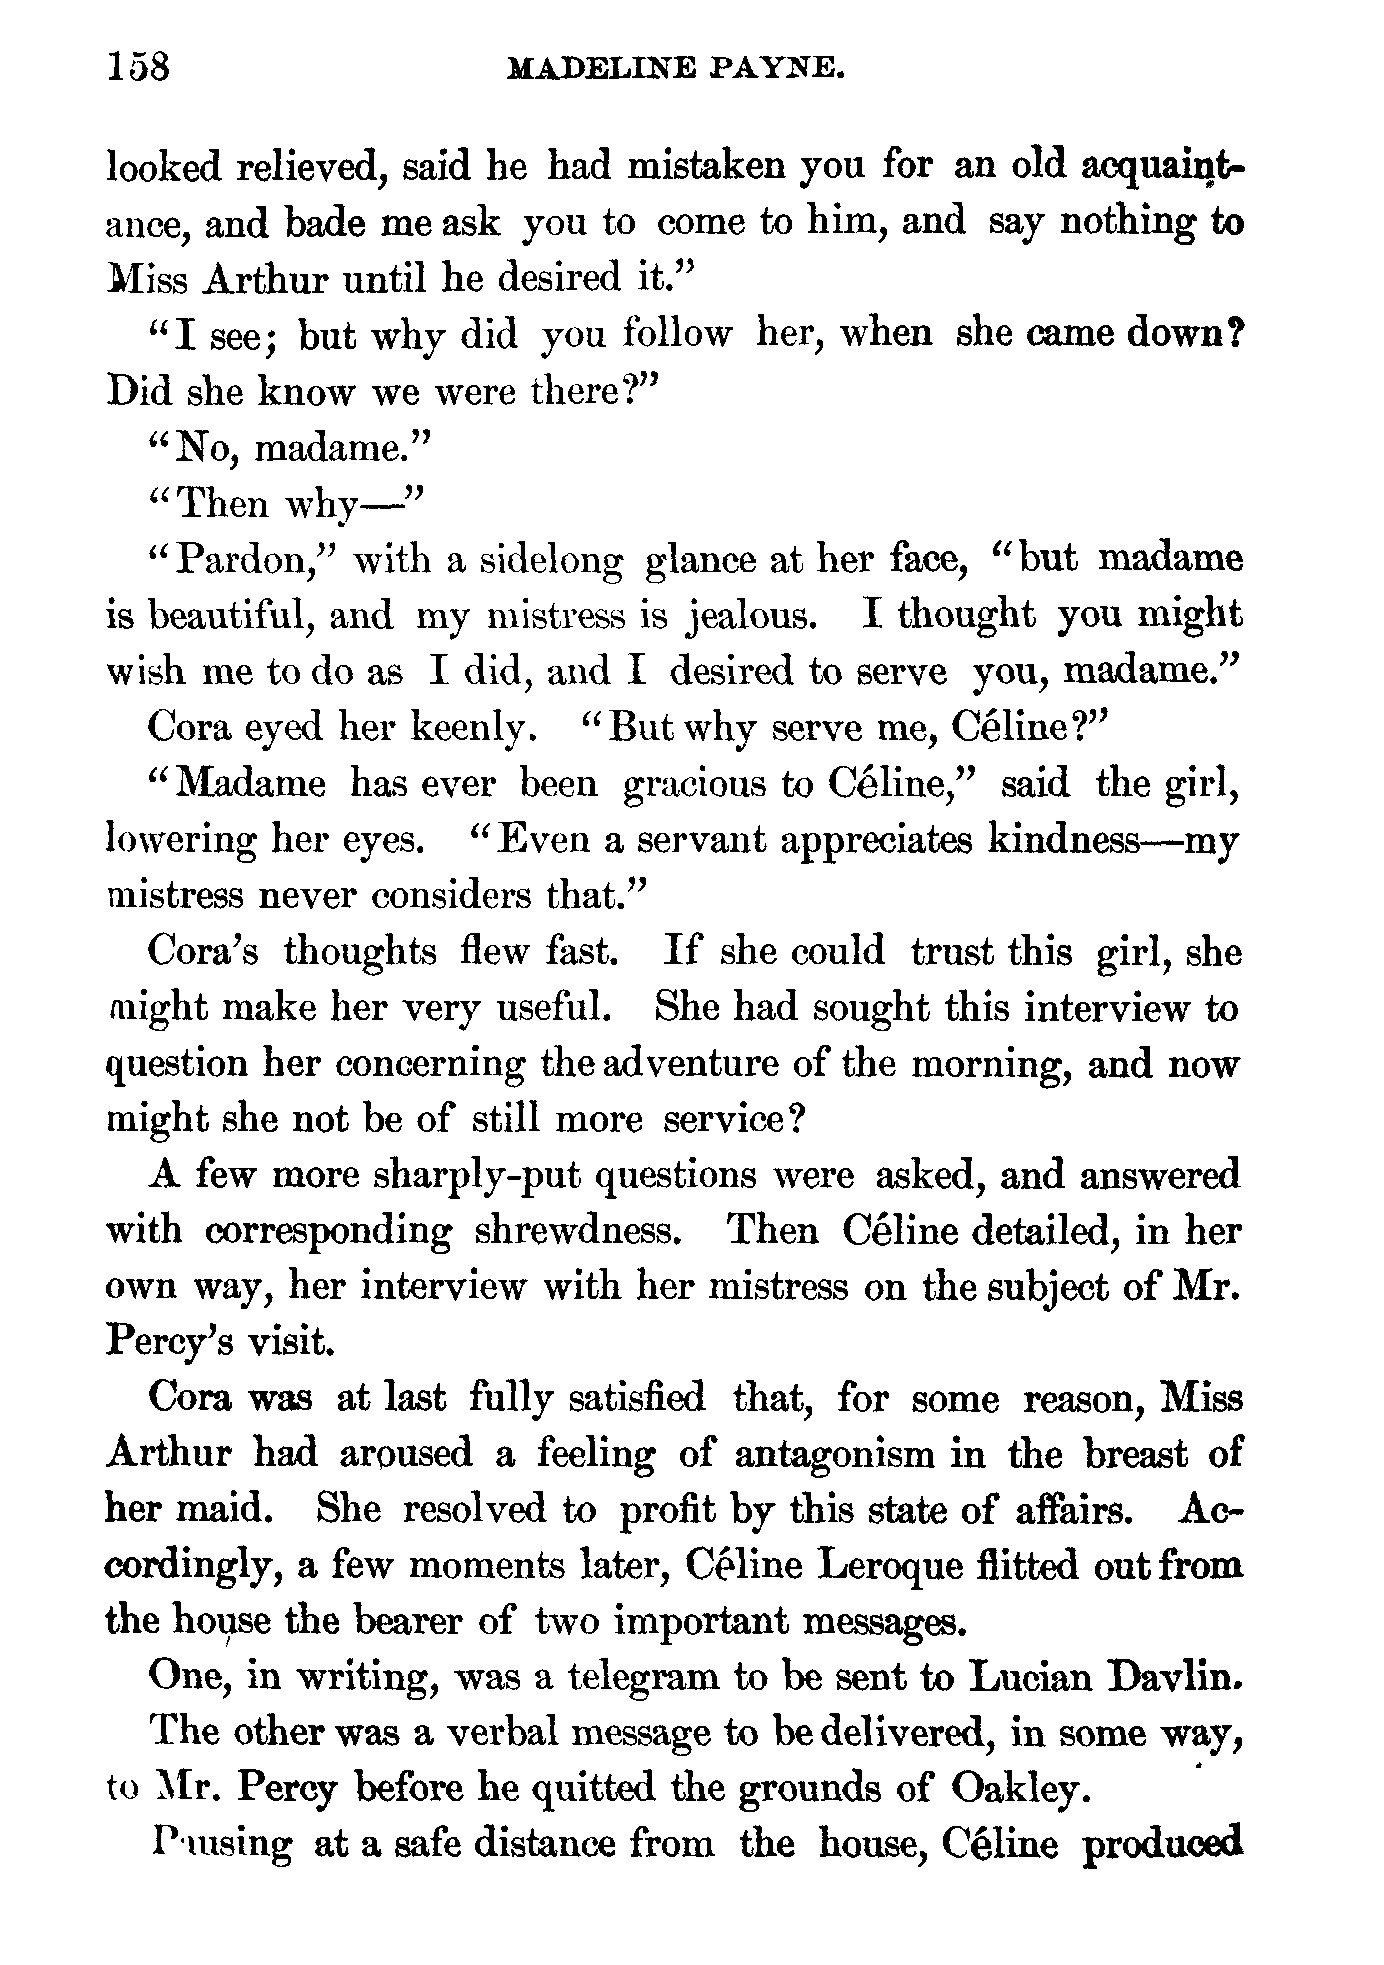 158 MADELINE PAYNE.
looked relieved, said he had mistaken you for an old acquaint-
ance, and bade me ask you to come to him, and say nothing to
Miss Arthur until he desired it.”
“I see; but why did you follow her, when she came down?
Did she know we were there?”
“No, madame.”
“Then why—”
“Pardon,” with a sidelong glance at her face, “but madame
is beautiful, and my mistress is jealous. I thought you might
wish me to do as I did, and I desired to serve you, madame.”
Cora eyed her keenly. “But why serve me, Céline?”
“Madame has ever been gracious to Céline,” said the girl,
lowering her eyes. “Even a servant appreciates kindness—my
mistress never considers that.”
Cora’s thoughts flew fast. If she could trust this girl, she
might make her very useful. She had sought this interview to
question her concerning the adventure of the morning, and now
might she not be of still more service?
A few more sharply-put questions were asked, and answered
with corresponding shrewdness. Then Céline detailed, in her
own way, her interview with her mistress on the subject of Mr.
Percy’s visit.
Cora was at last fully satisfied that, for some reason, Miss
Arthur had aroused a feeling of antagonism in the breast of
her maid. She resolved to profit by this state of affairs. Ac-
cordingly, a few moments later, Céline Leroque flitted out from
the house the bearer of two important messages.
One, in writing, was a telegram to be sent to Lucian Davlin.
The other was a verbal message to be delivered, in some way,
to Mr. Percy before he quitted the grounds of Oakley.
Pausing at a safe distance from the house, Céline produced